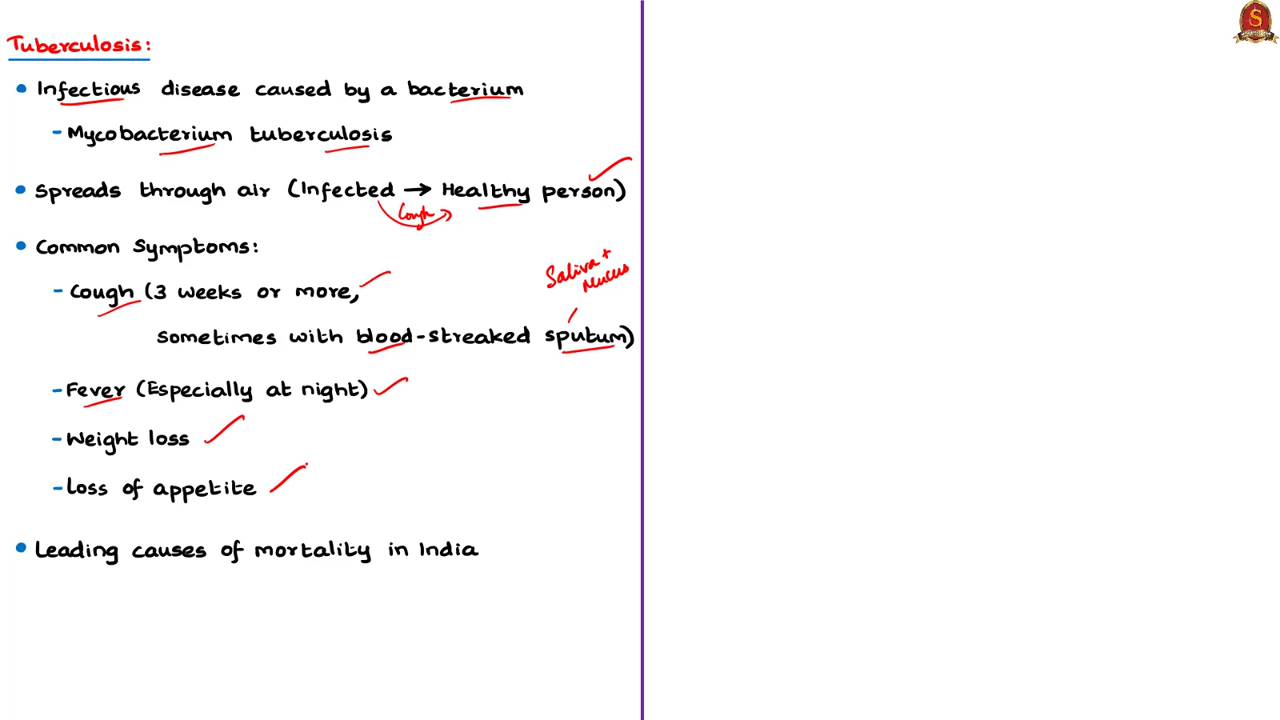 Tuberculosis:
• Infectious disease caused by a bacterium
- Mycobacterium tuberculosis
• Spreads through air (Infected → Healthy person)
Cough
• Common Symptoms:
- Cough (3 weeks or more,
Saliva +
Mucus
sometimes with blood-streaked sputum)
- Fever (Especially at night)
- Weight loss
- Loss of appetite
• Leading causes of mortality in India
S